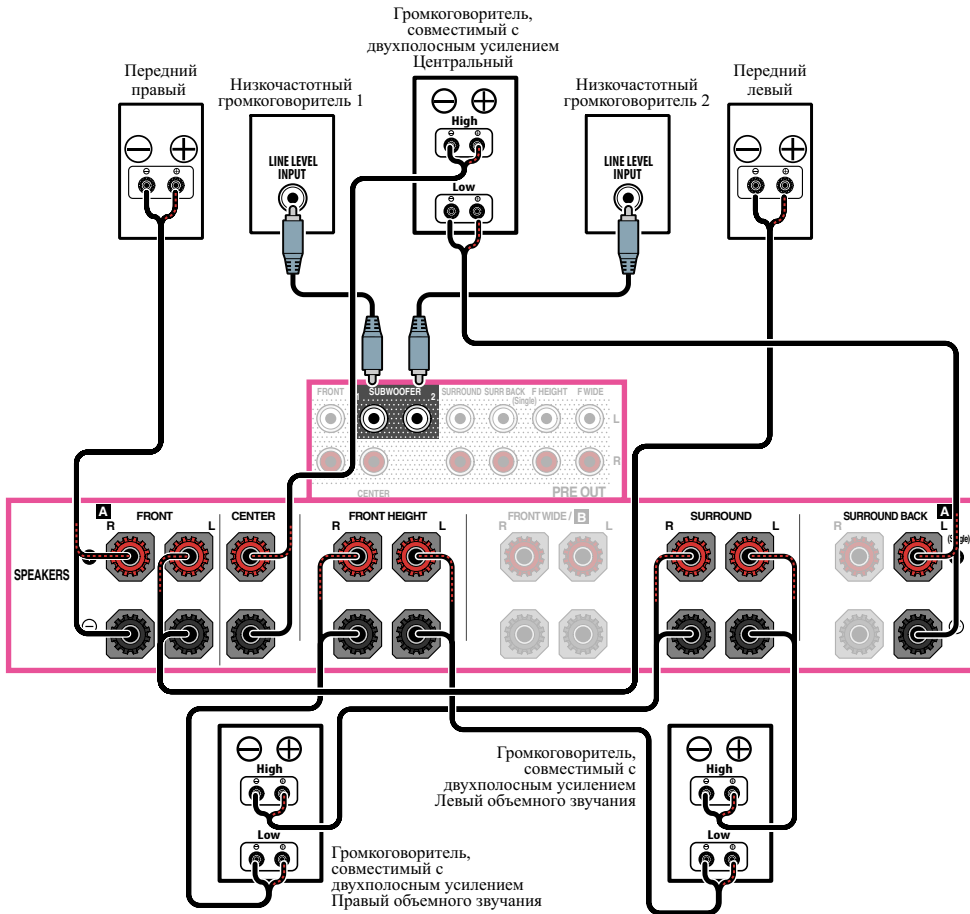 Громкоговоритель,
совместимый с
двухполосным усилением
Центральный
Передний
правый
Низкочастотный
громкоговоритель 1
Низкочастотный
громкоговоритель 2
Передний
левый
High
Low
LINE LEVEL
INPUT
LINE LEVEL
INPUT
FRONT
1 SUBWOOFER 2
SURROUND
SURR BACK
(Single)
F HEIGHT
F WIDE
L
R
CENTER
PRE OUT
SPEAKERS
A
FRONT
R
L
CENTER
FRONT HEIGHT
R
L
FRONT WIDE / B
R
L
SURROUND
R
L
SURROUND BACK
A
R
L
(Single)
High
Low
Громкоговоритель,
совместимый с
двухполосным усилением
Левый объемного звучания
High
Low
Громкоговоритель,
совместимый с
двухполосным усилением
Правый объемного звучания